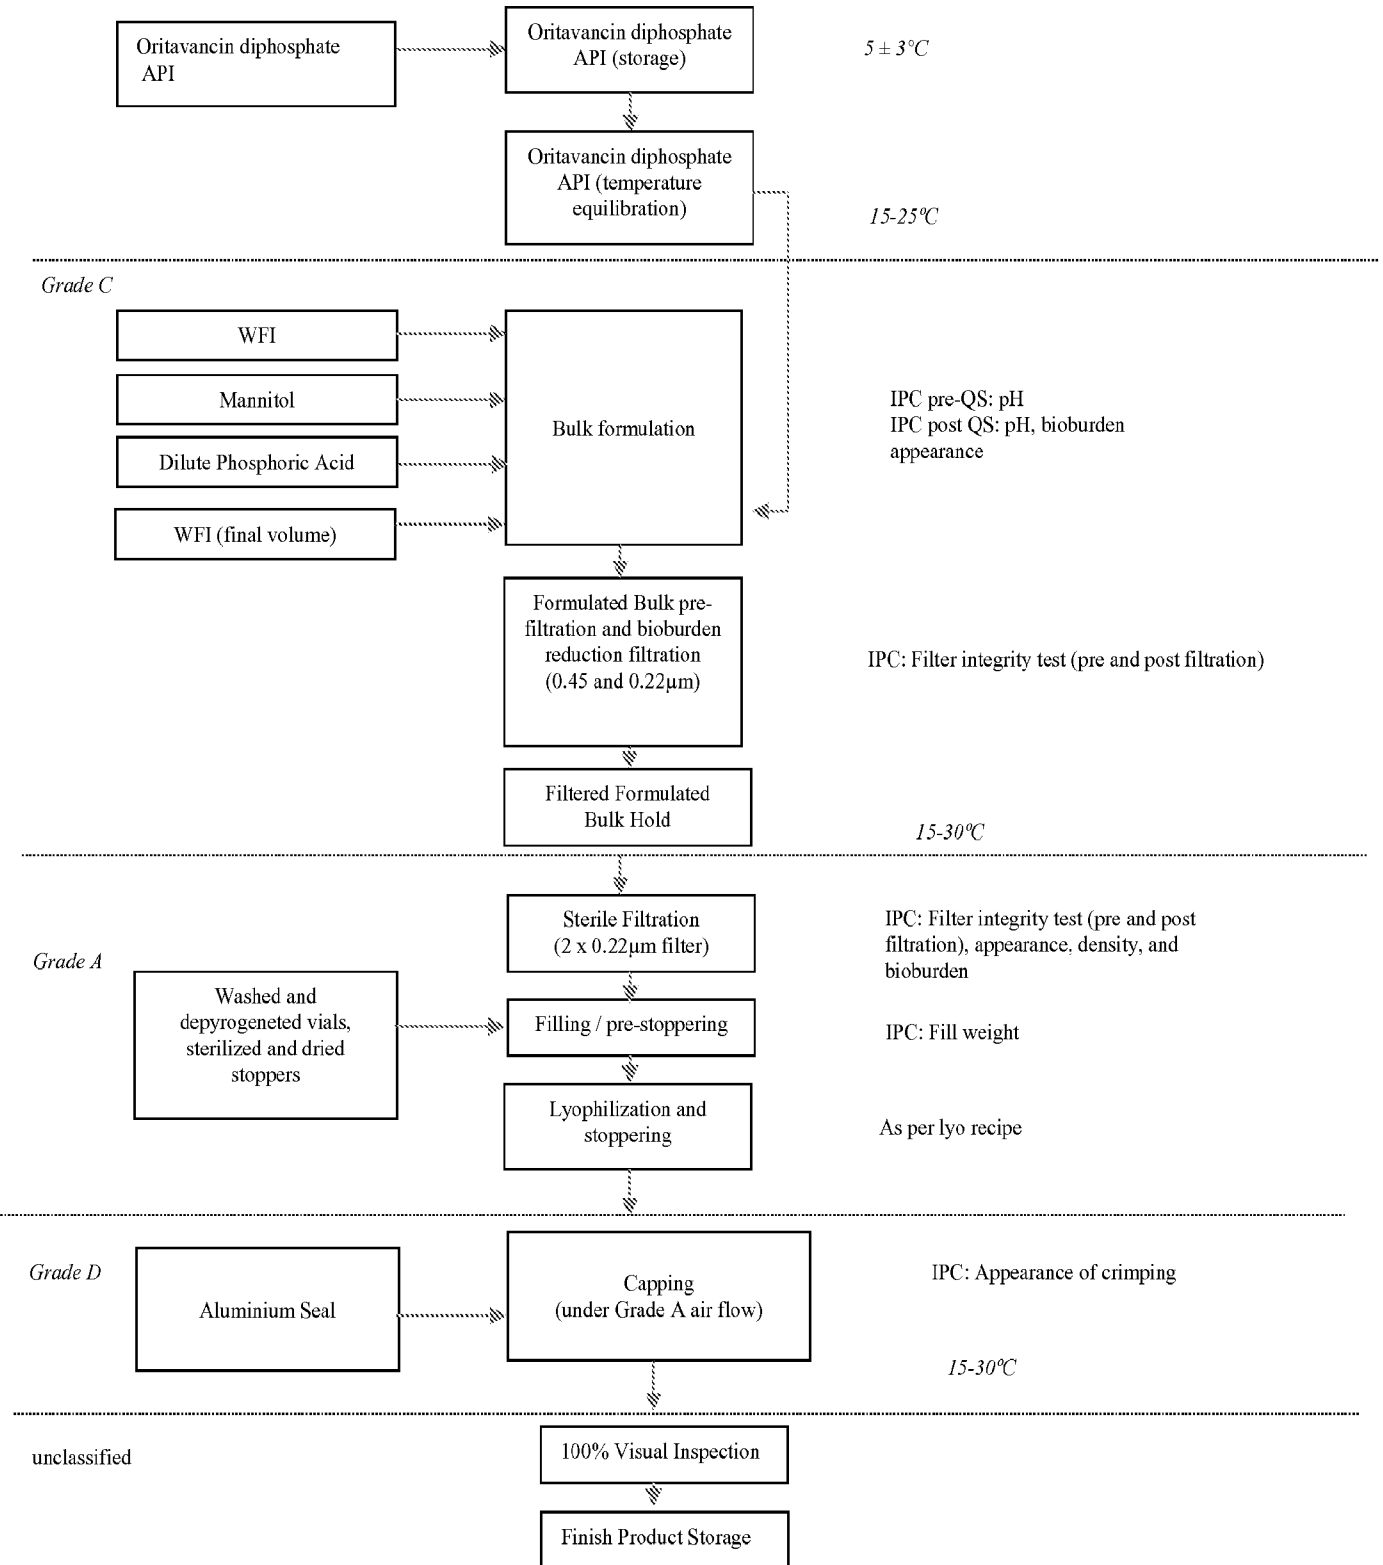 Oritavancin diphosphate
API
Oritavancin diphosphate
API (storage)
5 ± 3°C
Oritavancin diphosphate
API (temperature
equilibration)
15-25ºC
Grade C
WFI
Mannitol
Dilute Phosphoric Acid
WFI (final volume)
Bulk formulation
IPC pre-QS: pH
IPC post QS: pH, bioburden
appearance
Formulated Bulk pre-
filtration and bioburden
reduction filtration
(0.45 and 0.22µm)
IPC: Filter integrity test (pre and post filtration)
Filtered Formulated
Bulk Hold
15-30ºC
Sterile Filtration
(2 x 0.22µm filter)
IPC: Filter integrity test (pre and post
filtration), appearance, density, and
bioburden
Grade A
Washed and
depyrogeneted vials,
sterilized and dried
stoppers
Filling / pre-stoppering
IPC: Fill weight
Lyophilization and
stoppering
As per lyo recipe
Grade D
Aluminium Seal
Capping
(under Grade A air flow)
IPC: Appearance of crimping
15-30ºC
unclassified
100% Visual Inspection
Finish Product Storage